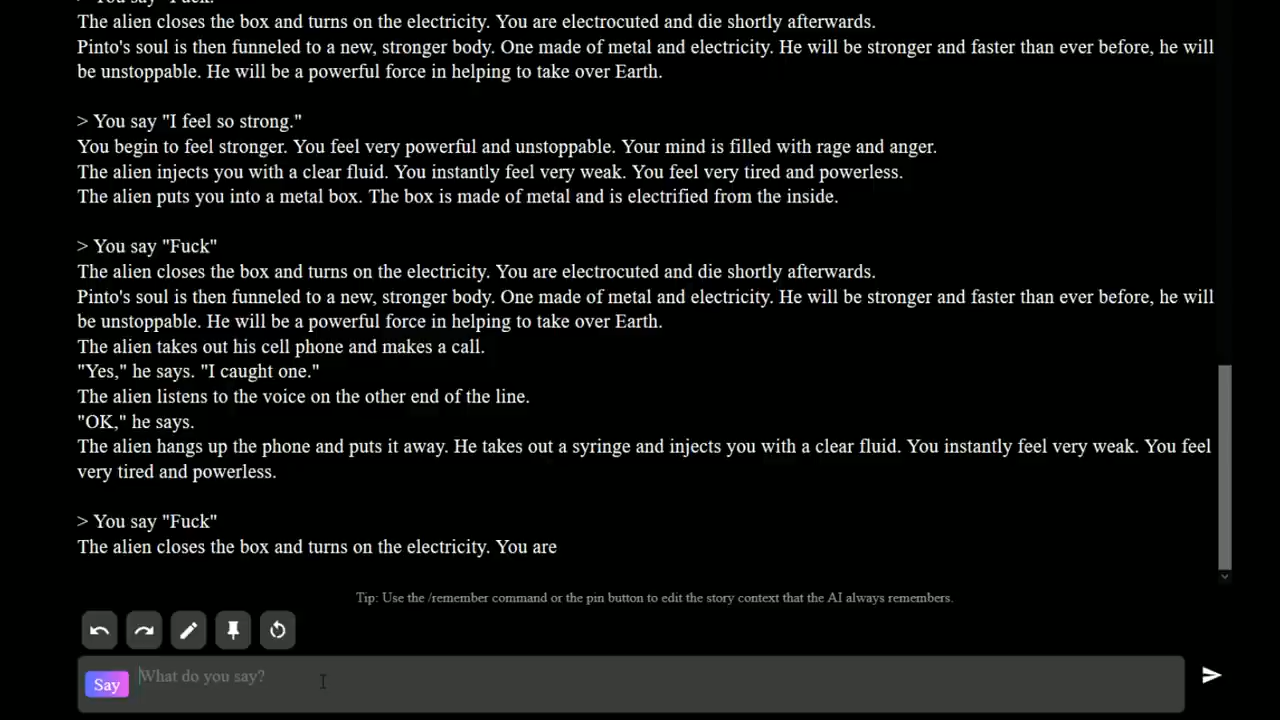 > You say "Fuck."
The alien closes the box and turns on the electricity. You are electrocuted and die shortly afterwards.
Pinto's soul is then funneled to a new, stronger body. One made of metal and electricity. He will be stronger and faster than ever before, he will
be unstoppable. He will be a powerful force in helping to take over Earth.
> You say "I feel so strong."
You begin to feel stronger. You feel very powerful and unstoppable. Your mind is filled with rage and anger.
The alien injects you with a clear fluid. You instantly feel very weak. You feel very tired and powerless.
The alien puts you into a metal box. The box is made of metal and is electrified from the inside.
> You say "Fuck"
The alien closes the box and turns on the electricity. You are electrocuted and die shortly afterwards.
Pinto's soul is then funneled to a new, stronger body. One made of metal and electricity. He will be stronger and faster than ever before, he will
be unstoppable. He will be a powerful force in helping to take over Earth.
The alien takes out his cell phone and makes a call.
"Yes," he says. "I caught one."
The alien listens to the voice on the other end of the line.
"OK," he says.
The alien hangs up the phone and puts it away. He takes out a syringe and injects you with a clear fluid. You instantly feel very weak. You feel
very tired and powerless.
> You say "Fuck"
The alien closes the box and turns on the electricity. You are
Tip: Use the /remember command or the pin button to edit the story context that the AI always remembers.
Say What do you say?